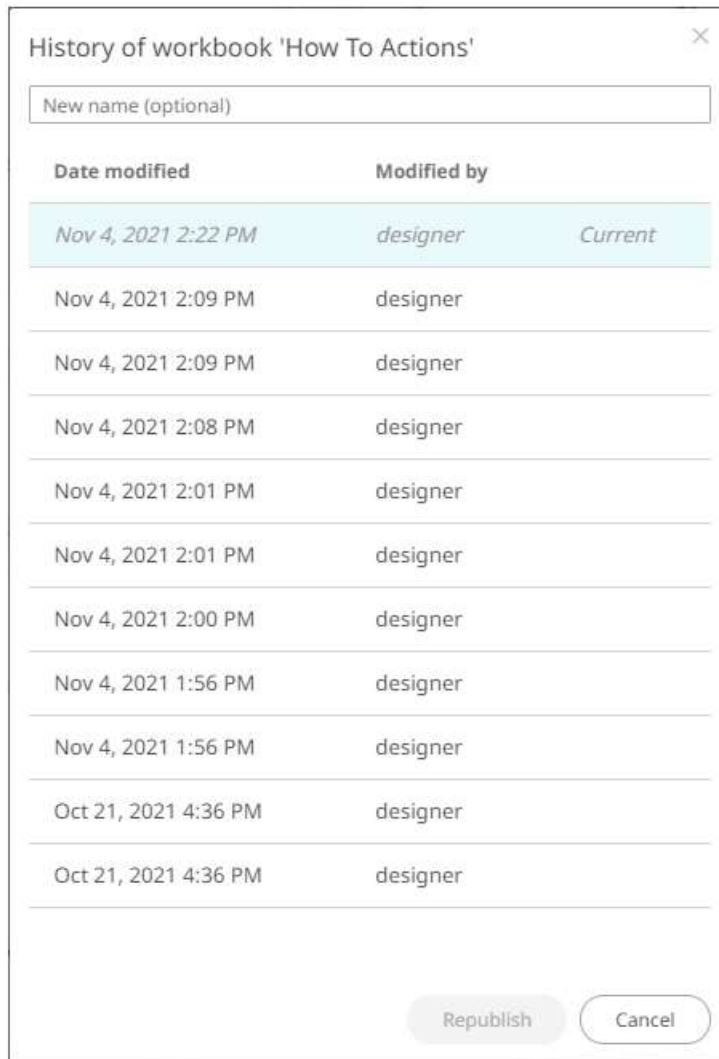 History of workbook 'How To Actions'
New name (optional)
Date modified Modified by
Nov 4, 2021 2:22 PM designer Current
Nov 4, 2021 2:09 PM designer
Nov 4, 2021 2:09 PM designer
Nov 4, 2021 2:08 PM designer
Nov 4, 2021 2:01 PM designer
Nov 4, 2021 2:01 PM designer
Nov 4, 2021 2:00 PM designer
Nov 4, 2021 1:56 PM designer
Nov 4, 2021 1:56 PM designer
Oct 21, 2021 4:36 PM designer
Oct 21, 2021 4:36 PM designer
Republish Cancel